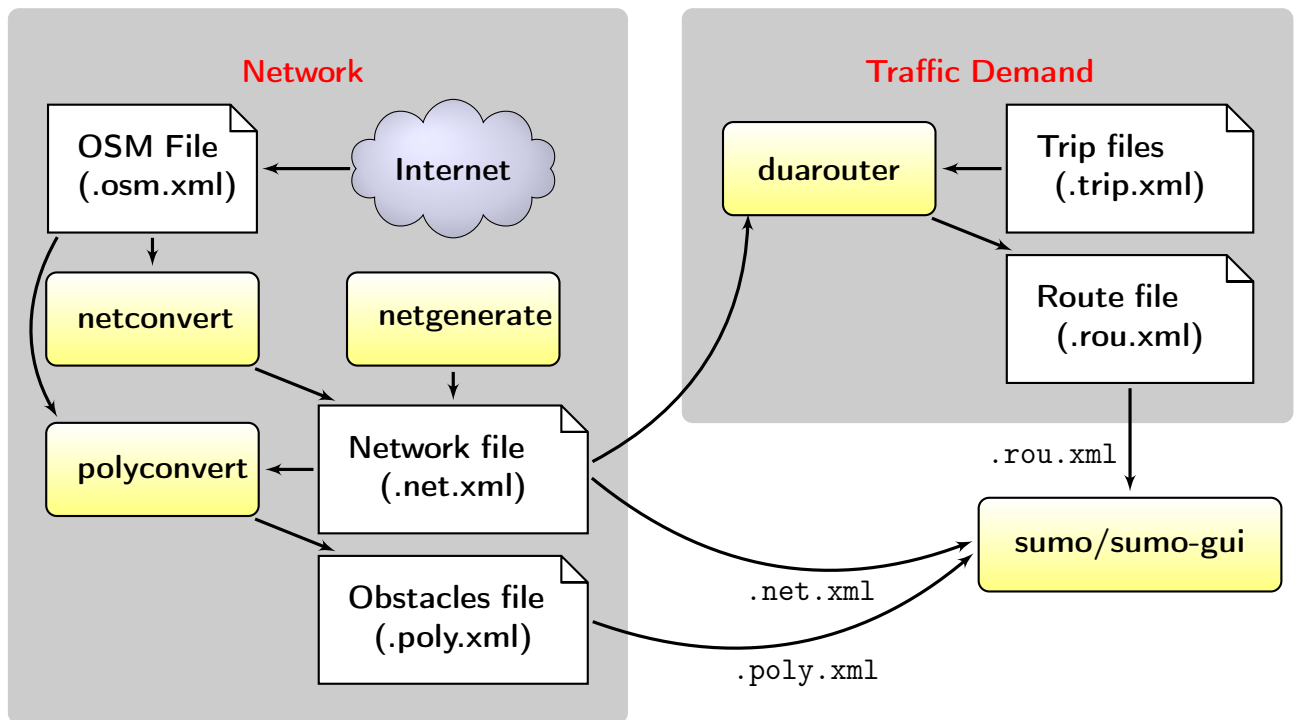 Network
OSM File
(.osm.xml)
Internet
netconvert
netgenerate
polyconvert
Network file
(.net.xml)
Obstacles file
(.poly.xml)
Traffic Demand
duarouter
Trip files
(.trip.xml)
Route file
(.rou.xml)
.rou.xml
sumo/sumo-gui
.net.xml
.poly.xml